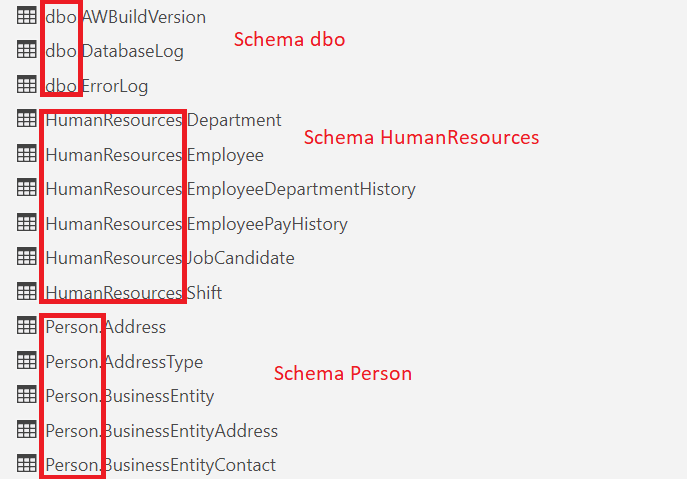 dbo.AWBuildVersion
Schema dbo
dbo.DatabaseLog
dbo.ErrorLog
HumanResources.Department
Schema HumanResources
HumanResources.Employee
HumanResources.EmployeeDepartmentHistory
HumanResources.EmployeePayHistory
HumanResources.JobCandidate
HumanResources.Shift
Person.Address
Person.AddressType
Schema Person
Person.BusinessEntity
Person.BusinessEntityAddress
Person.BusinessEntityContact